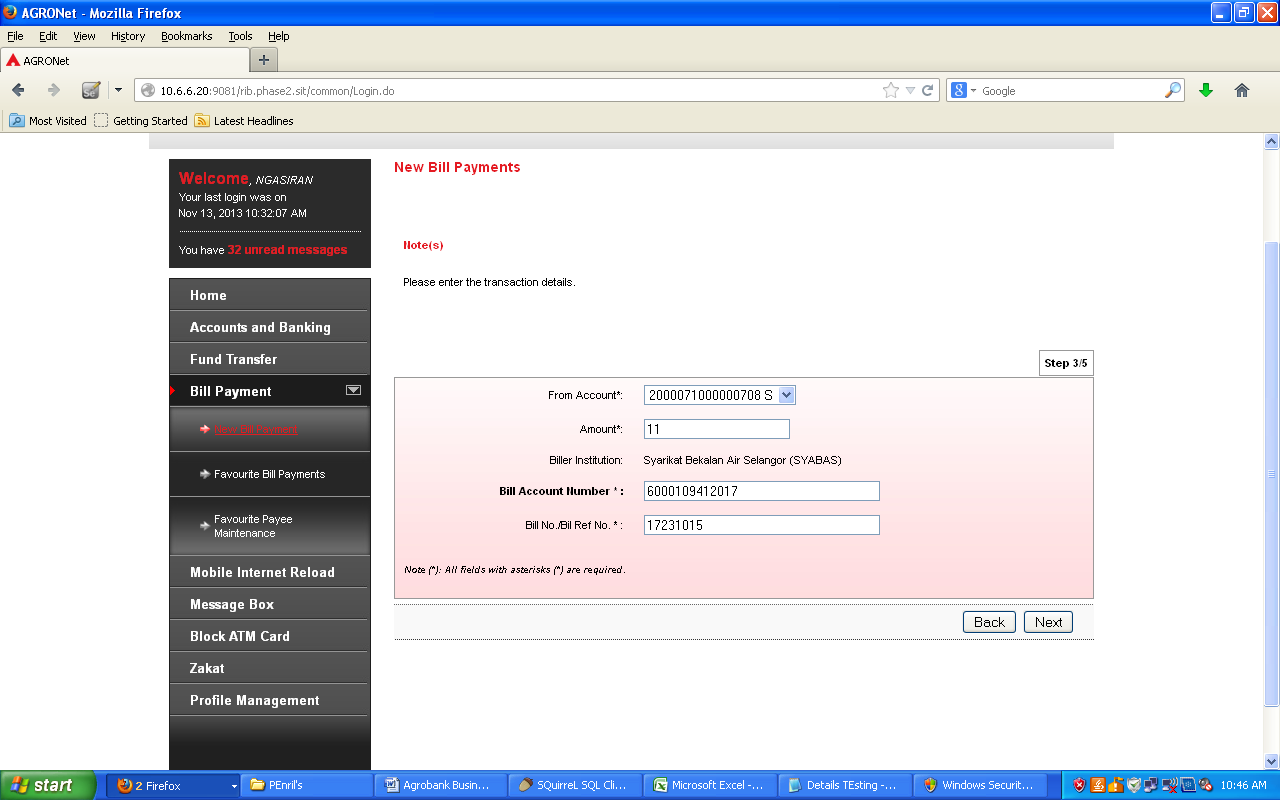 AGRONet - Mozilla Firefox
File Edit View History Bookmarks Tools Help
AGRONet
10.6.6.20:9081/rib.phase2.sit/common/Login.do
Google
Most Visited Getting Started Latest Headlines
Welcome, NGASIRAN
Your last login was on
Nov 13, 2013 10:32:07 AM
You have 32 unread messages
Home
Accounts and Banking
Fund Transfer
Bill Payment
Favourite Bill Payments
Favourite Payee
Maintenance
Mobile Internet Reload
Message Box
Block ATM Card
Zakat
Profile Management
New Bill Payments
Note(s)
Please enter the transaction details.
Step 3/5
From Account*: 2000071000000708 S
Amount*: 11
Biller Institution: Syarikat Bekalan Air Selangor (SYABAS)
Bill Account Number * : 6000109412017
Bill No./Bil Ref No. * : 17231015
Note (*): All fields with asterisks (*) are required.
Back Next
start 2 Firefox PEnril's Agrobank Busin... SQuirreL SQL Cli... Microsoft Excel -... Details TEsting -... Windows Securit... 10:46 AM